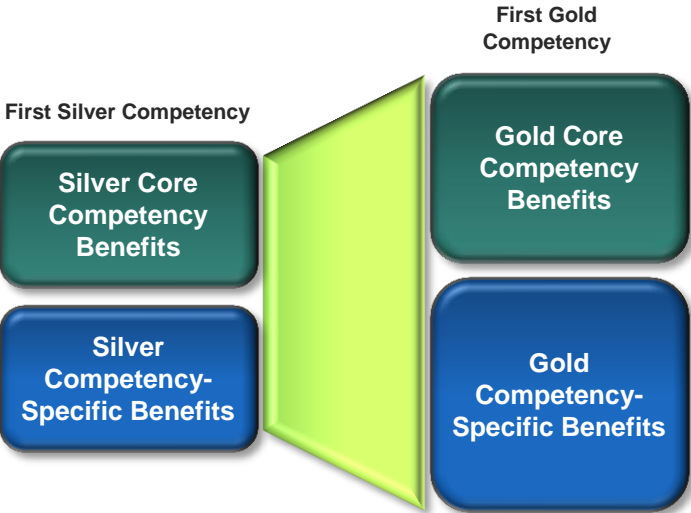 First Gold
Competency
First Silver Competency
Silver Core
Competency
Benefits
Gold Core
Competency
Benefits
Silver
Competency-
Specific Benefits
Gold
Competency-
Specific Benefits